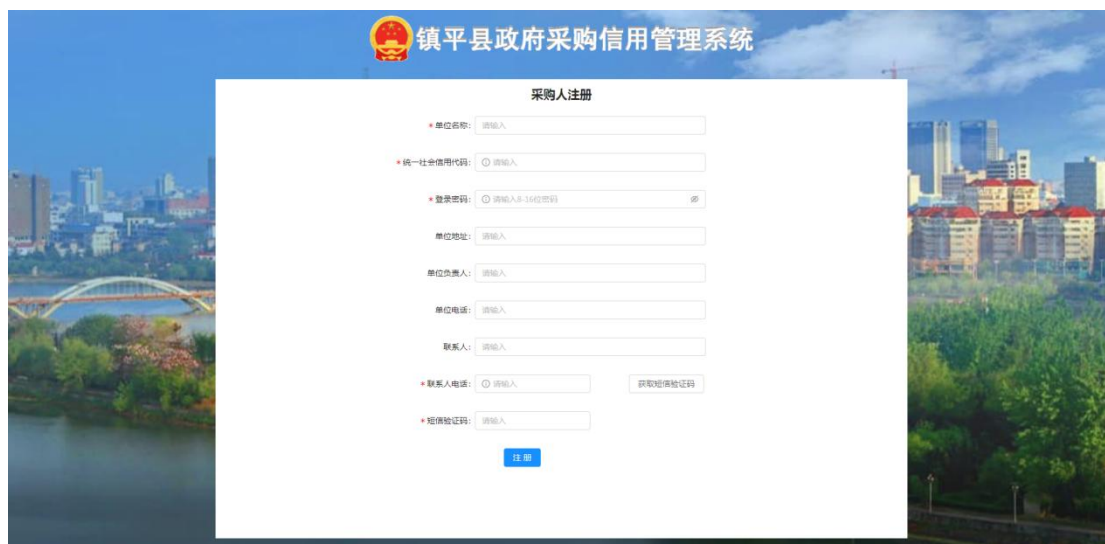 镇平县政府采购信用管理系统
采购人注册
* 单位名称: 请输入
* 统一社会信用代码: 请输入
* 登录密码: 请输入8-16位密码
单位地址: 请输入
单位负责人: 请输入
单位电话: 请输入
联系人: 请输入
* 联系人电话: 请输入 获取短信验证码
* 短信验证码: 请输入
注 册